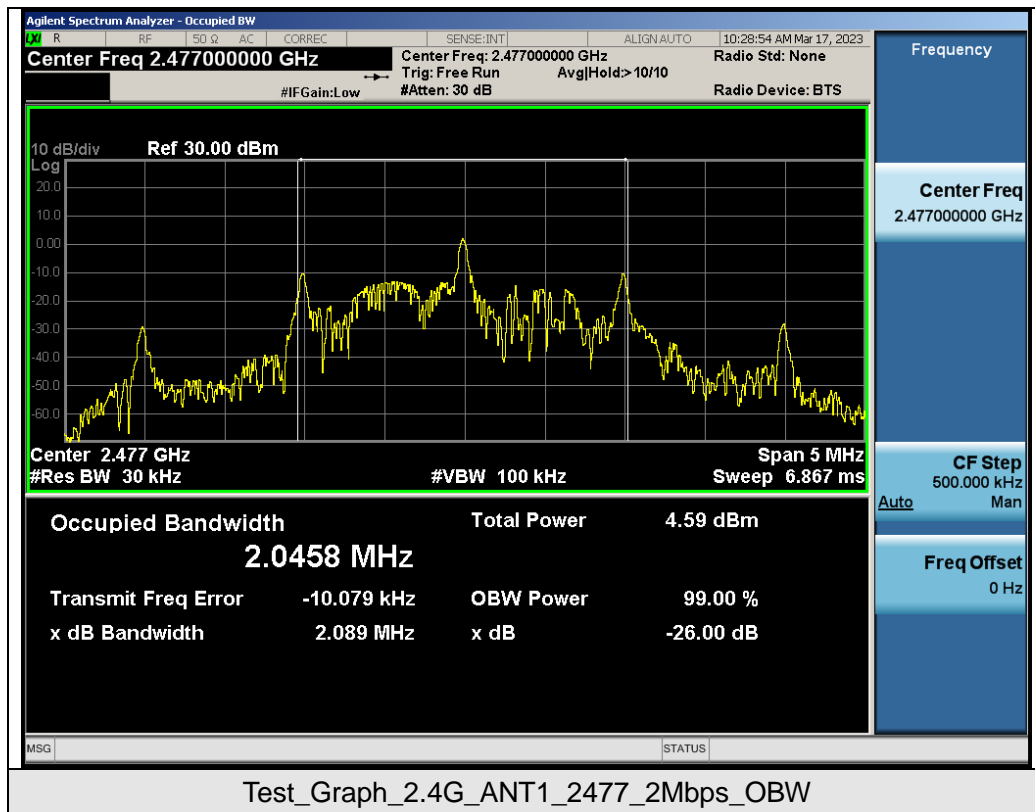 Agilent Spectrum Analyzer - Occupied BW
LXI R RF 50 Ω AC CORREC SENSE:INT ALIGN AUTO 10:28:54 AM Mar 17, 2023
Center Freq 2.477000000 GHz
Center Freq: 2.477000000 GHz
Radio Std: None
Trig: Free Run
Avg|Hold:>10/10
#IFGain:Low
#Atten: 30 dB
Radio Device: BTS
10 dB/div
Ref 30.00 dBm
Log
20.0
10.0
0.00
-10.0
-20.0
-30.0
-40.0
-50.0
-60.0
Center 2.477 GHz
Span 5 MHz
#Res BW 30 kHz
#VBW 100 kHz
Sweep 6.867 ms
Occupied Bandwidth
Total Power
4.59 dBm
2.0458 MHz
Transmit Freq Error
-10.079 kHz
OBW Power
99.00 %
x dB Bandwidth
2.089 MHz
x dB
-26.00 dB
Frequency
Center Freq
2.477000000 GHz
CF Step
500.000 kHz
Auto Man
Freq Offset
0 Hz
MSG
STATUS
Test_Graph_2.4G_ANT1_2477_2Mbps_OBW